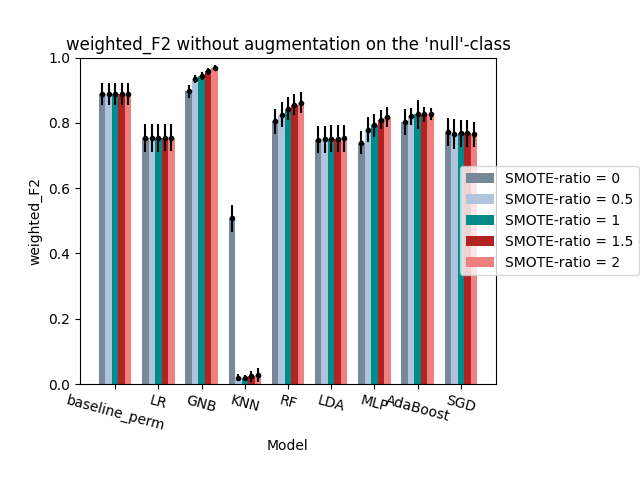 weighted_F2 without augmentation on the 'null'-class
weighted_F2
1.0
0.8
0.6
0.4
0.2
0.0
SMOTE-ratio = 0
SMOTE-ratio = 0.5
SMOTE-ratio = 1
SMOTE-ratio = 1.5
SMOTE-ratio = 2
baseline_perm
LR
GNB
KNN
RF
LDA
MLP
AdaBoost
SGD
Model